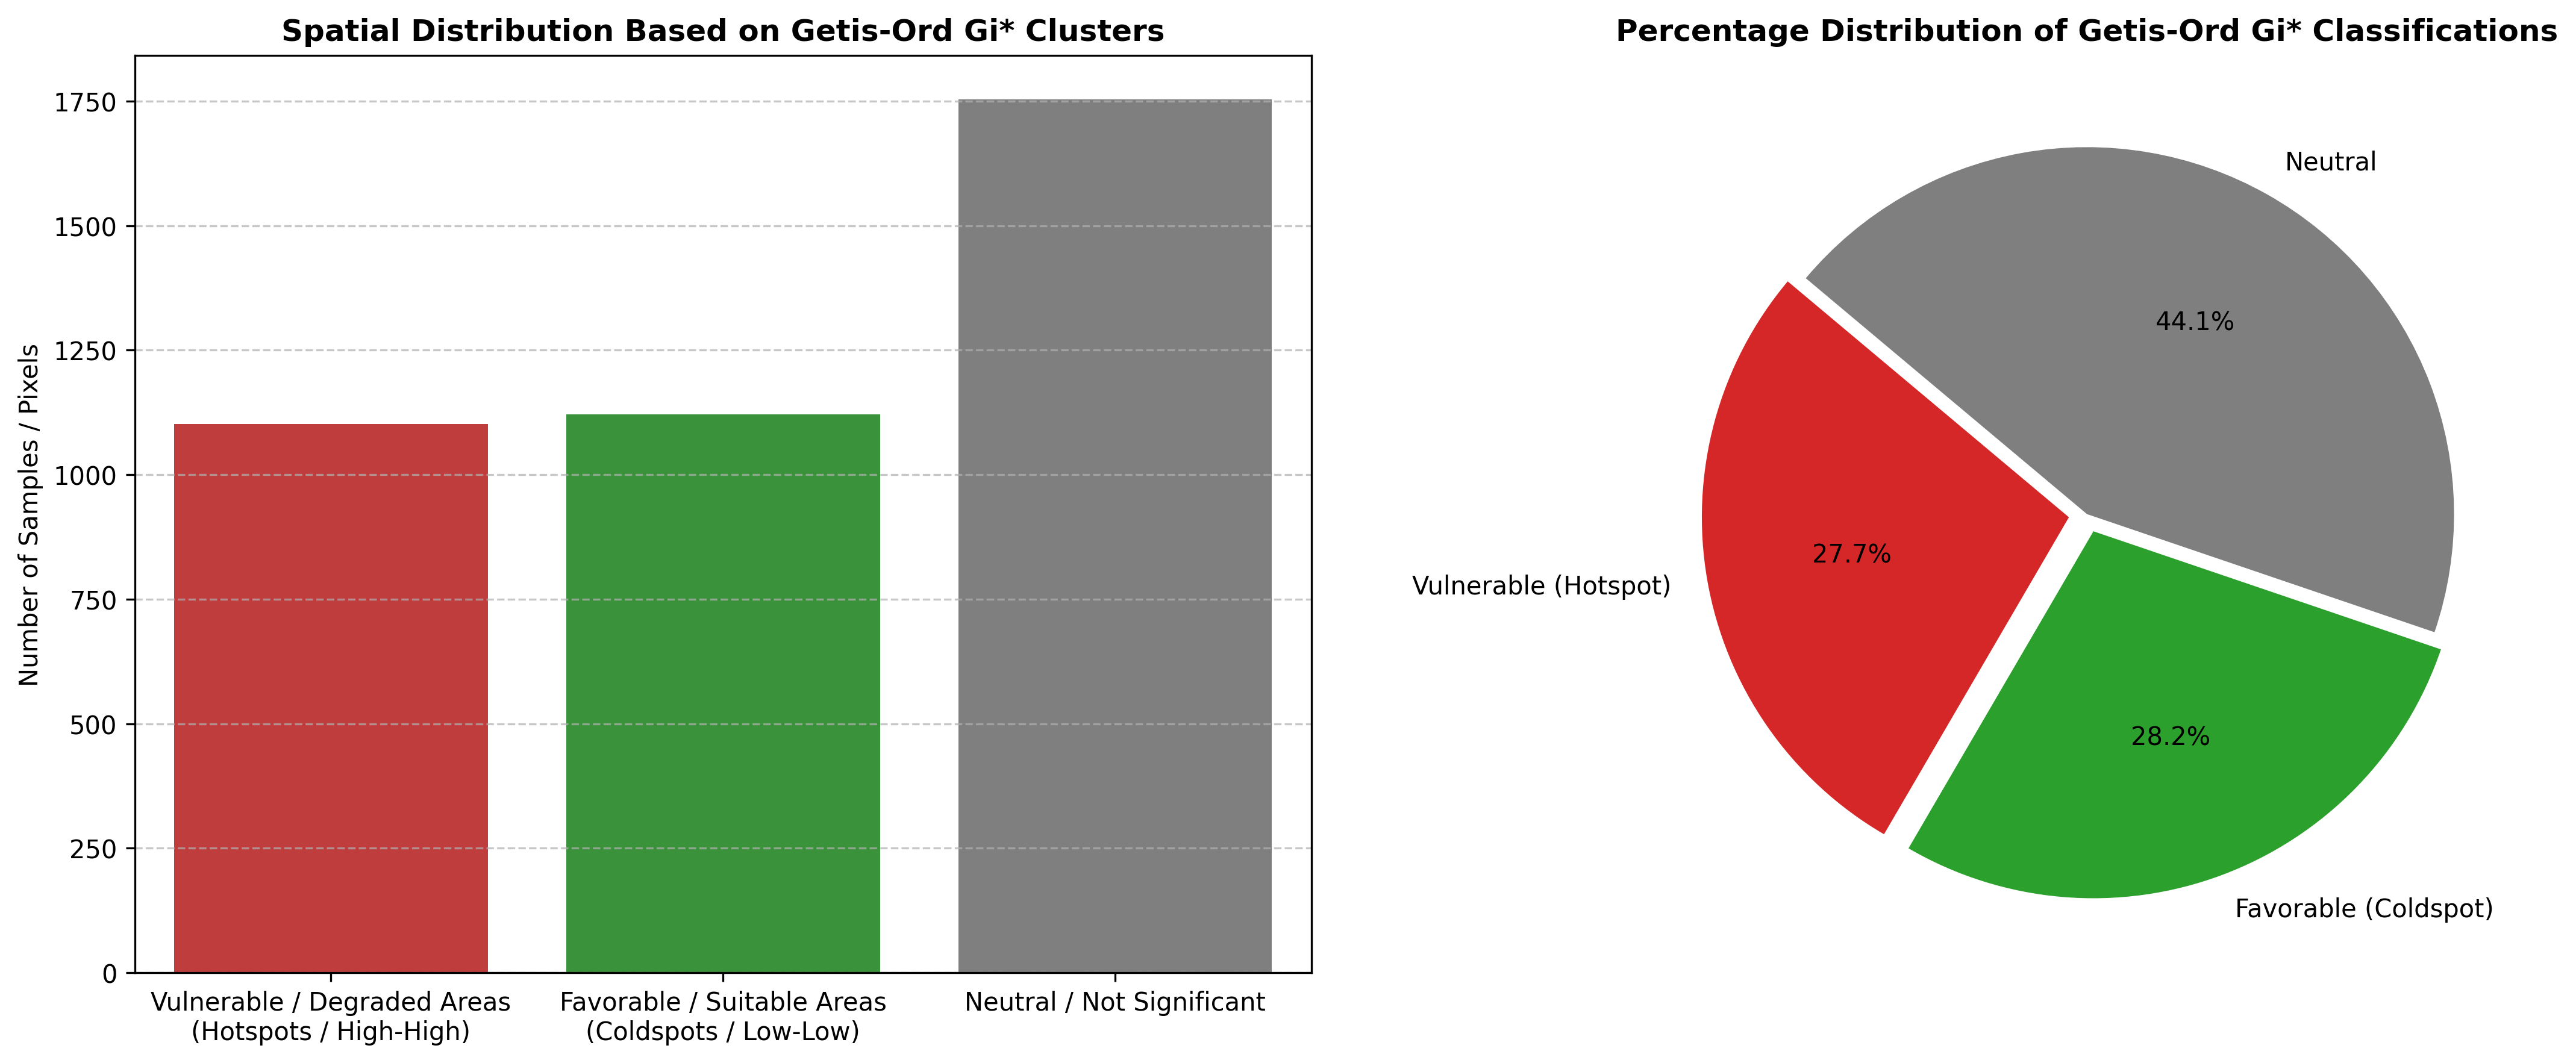 Spatial Distribution Based on Getis-Ord Gi* Clusters
Number of Samples / Pixels
1750
1500
1250
1000
750
500
250
0
Vulnerable / Degraded Areas
(Hotspots / High-High)
Favorable / Suitable Areas
(Coldspots / Low-Low)
Neutral / Not Significant
Percentage Distribution of Getis-Ord Gi* Classifications
Neutral
44.1%
27.7%
Vulnerable (Hotspot)
28.2%
Favorable (Coldspot)